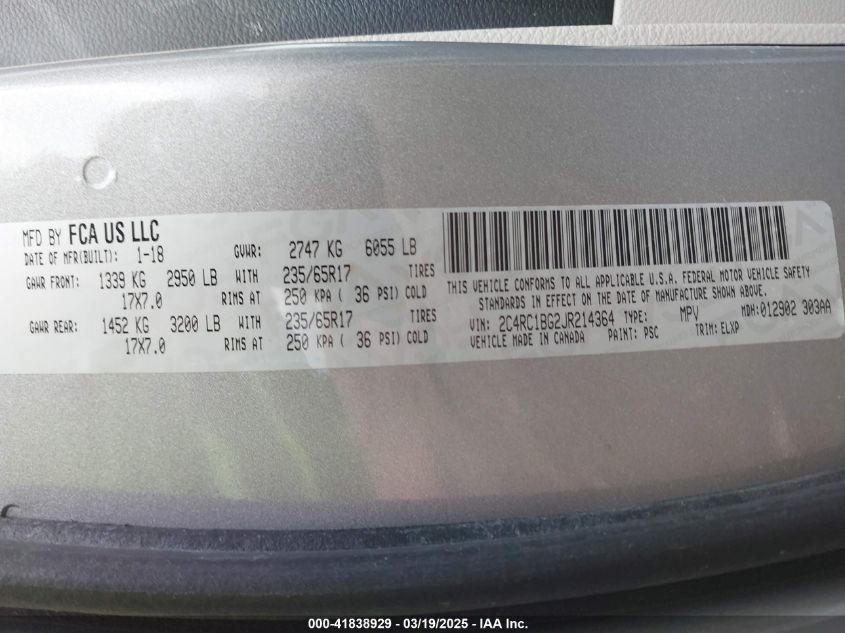 MFD BY FCA US LLC
DATE OF MFR(BUILT): 1-18 GVWR: 2747 KG 6055 LB
GAWR FRONT: 1339 KG 2950 LB WITH 235/65R17 TIRES
17X7.0 RIMS AT 250 KPA ( 36 PSI) COLD
GAWR REAR: 1452 KG 3200 LB WITH 235/65R17 TIRES
17X7.0 RIMS AT 250 KPA ( 36 PSI) COLD
THIS VEHICLE CONFORMS TO ALL APPLICABLE U.S.A. FEDERAL MOTOR VEHICLE SAFETY
STANDARDS IN EFFECT ON THE DATE OF MANUFACTURE SHOWN ABOVE.
VIN: 2C4RC1BG2JR214364 TYPE: MPV MDH:012902 303AA
VEHICLE MADE IN CANADA PAINT: PSC TRIM: ELXP
000-41838929 - 03/19/2025 - IAA Inc.